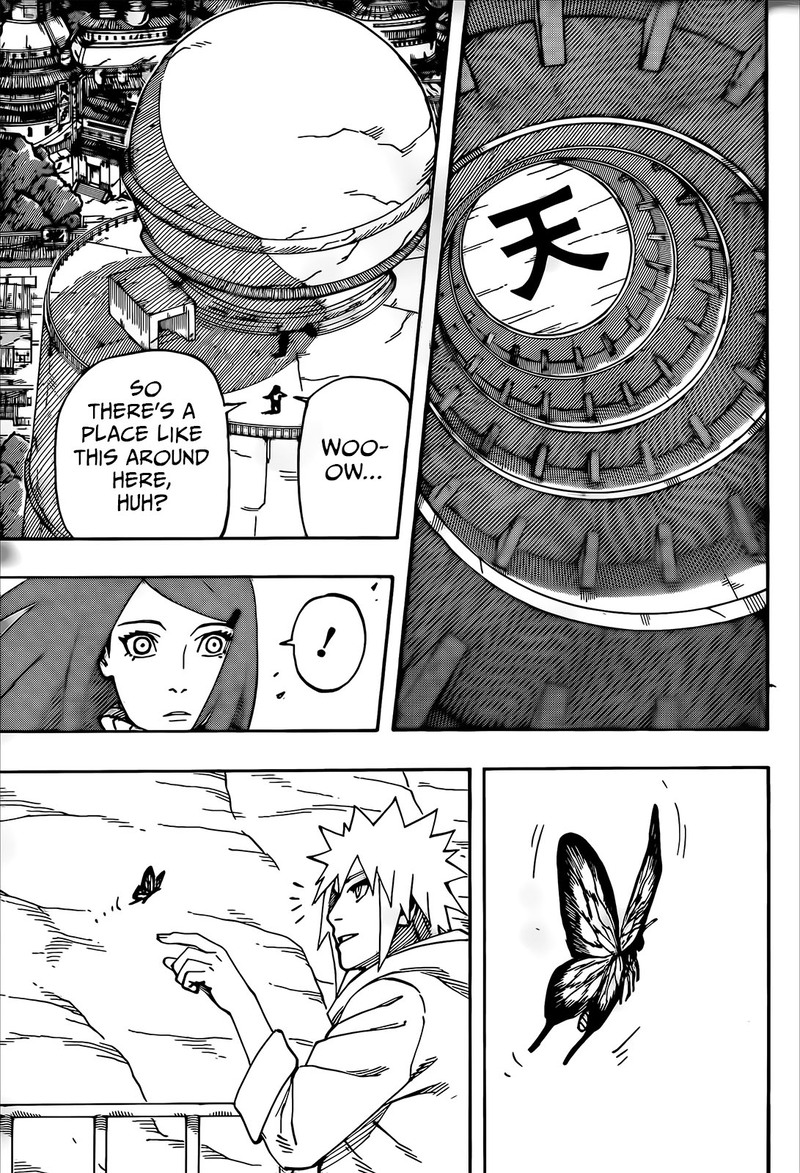 天
WOO-
OW...
SO
THERE'S A
PLACE LIKE
THIS AROUND
HERE,
HUH?
!